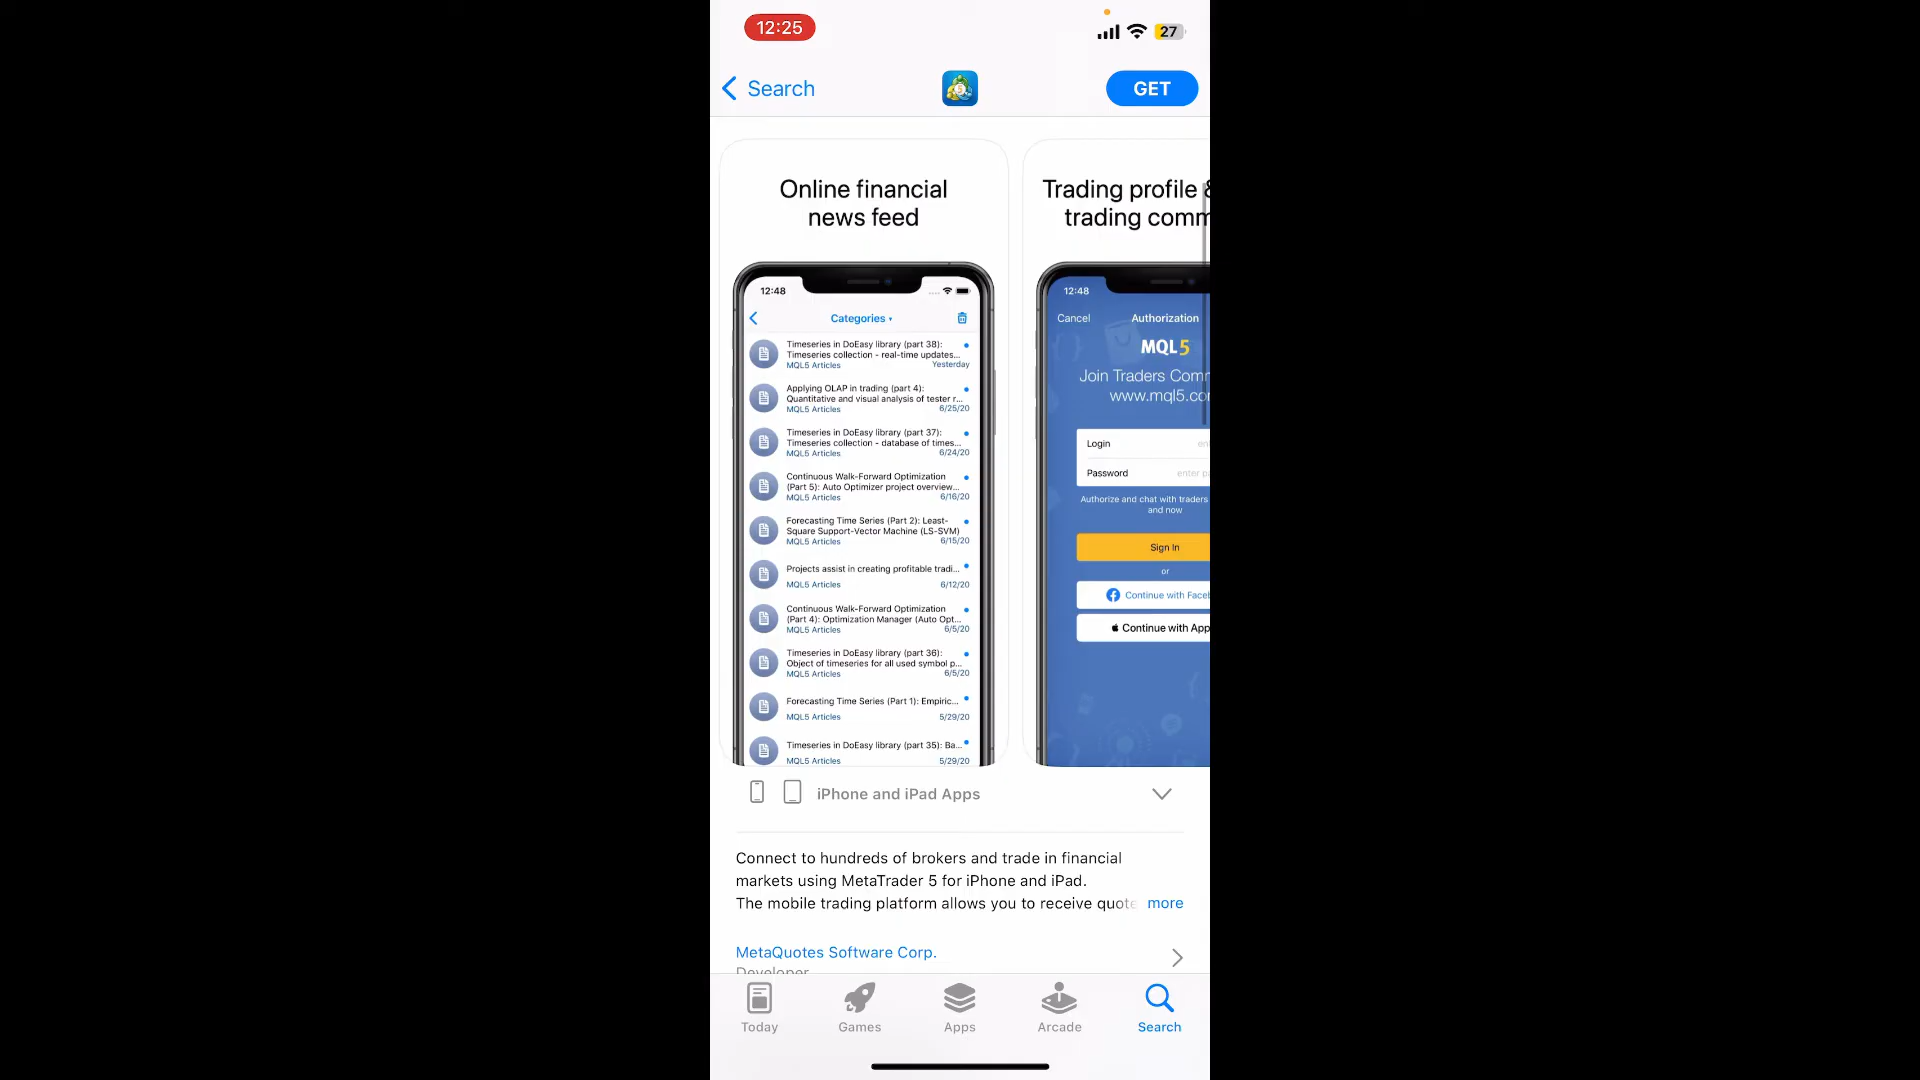 12:25
27
Search
GET
Online financial
news feed
12:48
Categories
Timeseries in DoEasy library (part 38):
Timeseries collection - real-time updates...
MQL5 Articles
Yesterday
Applying OLAP in trading (part 4):
Quantitative and visual analysis of tester r...
MQL5 Articles
6/25/20
Timeseries in DoEasy library (part 37):
Timeseries collection - database of times...
MQL5 Articles
6/24/20
Continuous Walk-Forward Optimization
(Part 5): Auto Optimizer project overview...
MQL5 Articles
6/16/20
Forecasting Time Series (Part 2): Least-
Square Support-Vector Machine (LS-SVM)
MQL5 Articles
6/15/20
Projects assist in creating profitable tradi...
MQL5 Articles
6/12/20
Continuous Walk-Forward Optimization
(Part 4): Optimization Manager (Auto Opt...
MQL5 Articles
6/5/20
Timeseries in DoEasy library (part 36):
Object of timeseries for all used symbol p...
MQL5 Articles
6/5/20
Forecasting Time Series (Part 1): Empiric...
MQL5 Articles
5/29/20
Timeseries in DoEasy library (part 35): Ba...
MQL5 Articles
5/29/20
Trading profile &
trading comm
12:48
Cancel
Authorization
MQL5
Join Traders Com
www.mql5.co
Login
en
Password
enter p
Authorize and chat with traders
and now
Sign In
or
Continue with Face
Continue with App
iPhone and iPad Apps
Connect to hundreds of brokers and trade in financial
markets using MetaTrader 5 for iPhone and iPad.
The mobile trading platform allows you to receive quote more
MetaQuotes Software Corp.
Developer
Today
Games
Apps
Arcade
Search